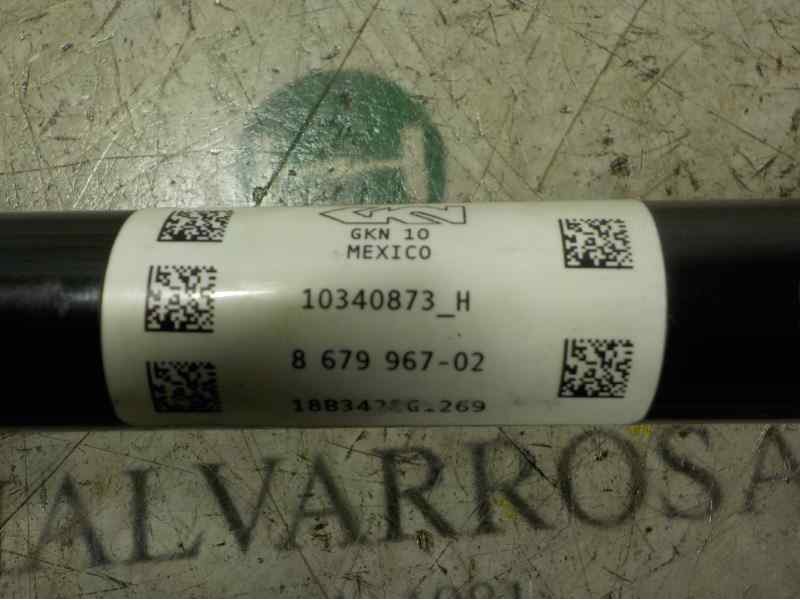 GKN 10
MEXICO
10340873_H
8 679 967-02
ALVARROSA